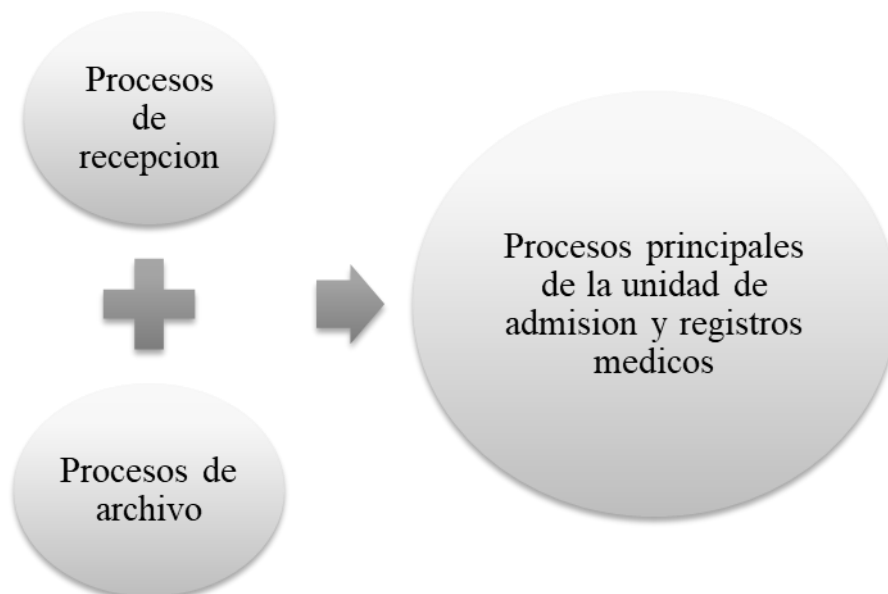 Procesos
de
recepcion
Procesos de
archivo
Procesos principales
de la unidad de
admision y registros
medicos